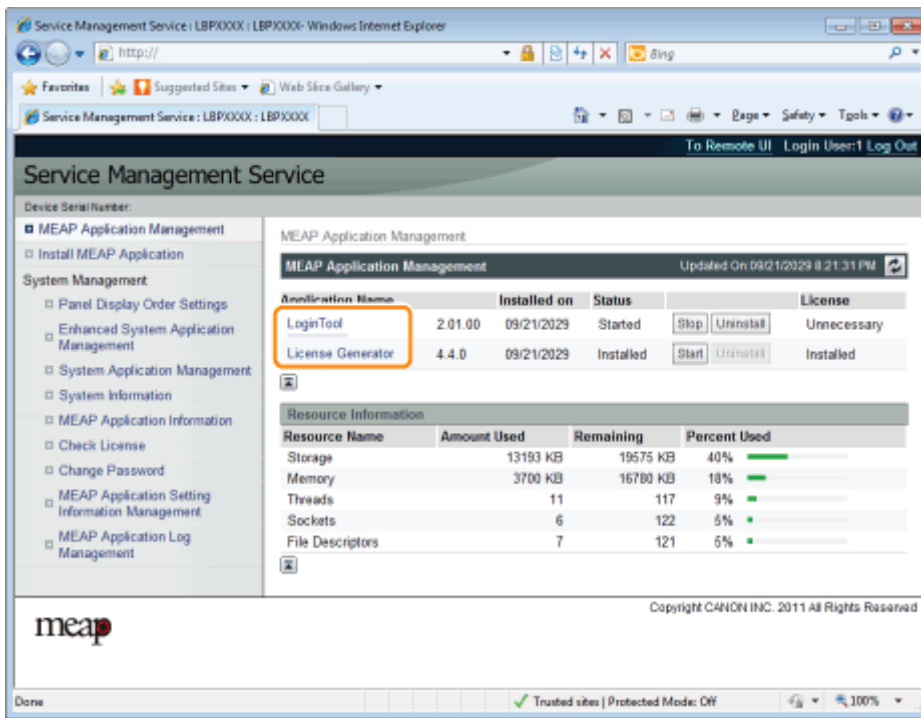 Service Management Service : LBPXXXX : LBPXXXX- Windows Internet Explorer
http:// Bing
Favorites Suggested Sites Web Slice Gallery
Service Management Service : LBPXXXX : LBPXXXX Page Safety Tools
To Remote UI Login User:1 Log Out
Service Management Service
Device Serial Number:
MEAP Application Management
Install MEAP Application
System Management
Panel Display Order Settings
Enhanced System Application
Management
System Application Management
System Information
MEAP Application Information
Check License
Change Password
MEAP Application Setting
Information Management
MEAP Application Log
Management
MEAP Application Management
MEAP Application Management Updated On:09/21/2029 8:21:31 PM
Application Name Installed on Status License
LoginTool 2.01.00 09/21/2029 Started Stop Uninstall Unnecessary
License Generator 4.4.0 09/21/2029 Installed Start Uninstall Installed
Resource Information
Resource Name Amount Used Remaining Percent Used
Storage 13193 KB 19575 KB 40%
Memory 3700 KB 16780 KB 18%
Threads 11 117 9%
Sockets 6 122 5%
File Descriptors 7 121 6%
Copyright CANON INC. 2011 All Rights Reserved
meap
Done Trusted sites | Protected Mode: Off 100%